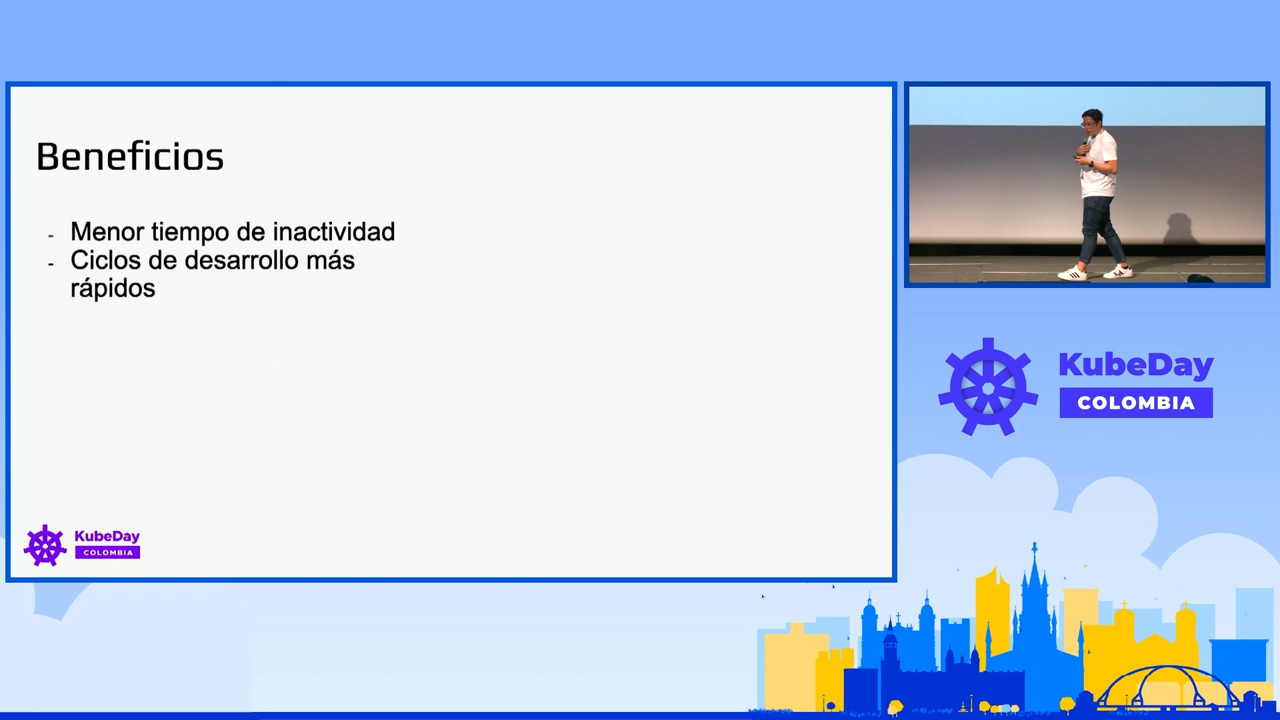 Beneficios
- Menor tiempo de inactividad
- Ciclos de desarrollo más
rápidos
KubeDay
COLOMBIA
KubeDay
COLOMBIA